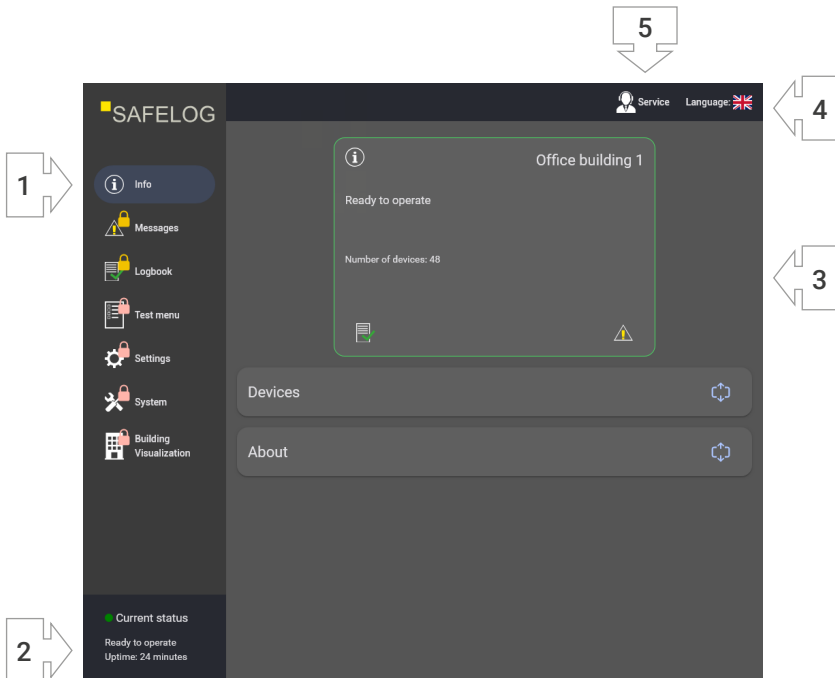 5
SAFELOG
Service
Language:
4
1
Info
Office building 1
Ready to operate
Messages
Number of devices: 48
Logbook
3
Test menu
Settings
Devices
System
Building
Visualization
About
Current status
Ready to operate
Uptime: 24 minutes
2